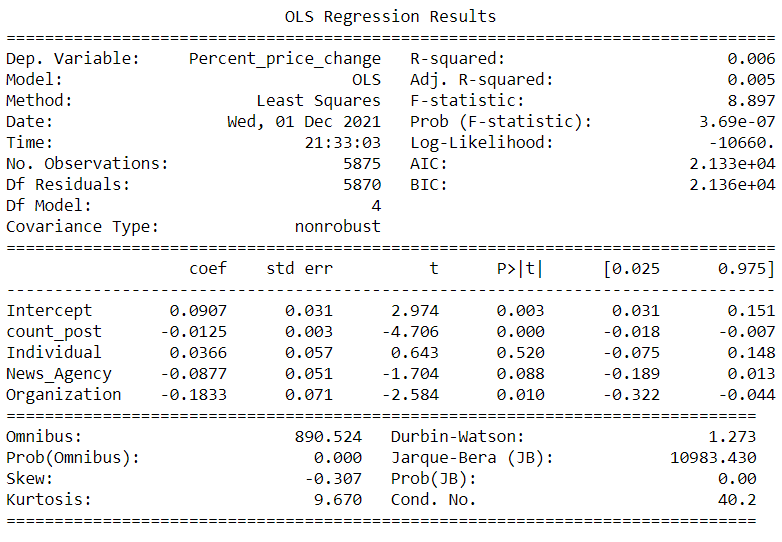 OLS Regression Results
==============================================================================
Dep. Variable:     Percent_price_change   R-squared:                       0.006
Model:                              OLS   Adj. R-squared:                  0.005
Method:                   Least Squares   F-statistic:                     8.897
Date:                  Wed, 01 Dec 2021   Prob (F-statistic):           3.69e-07
Time:                          21:33:03   Log-Likelihood:                -10660.
No. Observations:                  5875   AIC:                         2.133e+04
Df Residuals:                      5870   BIC:                         2.136e+04
Df Model:                             4
Covariance Type:              nonrobust
================================================================================
                   coef    std err          t      P>|t|      [0.025      0.975]
--------------------------------------------------------------------------------
Intercept        0.0907      0.031      2.974      0.003       0.031       0.151
count_post      -0.0125      0.003     -4.706      0.000      -0.018      -0.007
Individual       0.0366      0.057      0.643      0.520      -0.075       0.148
News_Agency     -0.0877      0.051     -1.704      0.088      -0.189       0.013
Organization    -0.1833      0.071     -2.584      0.010      -0.322      -0.044
==============================================================================
Omnibus:                      890.524   Durbin-Watson:                   1.273
Prob(Omnibus):                  0.000   Jarque-Bera (JB):            10983.430
Skew:                          -0.307   Prob(JB):                         0.00
Kurtosis:                       9.670   Cond. No.                         40.2
==============================================================================